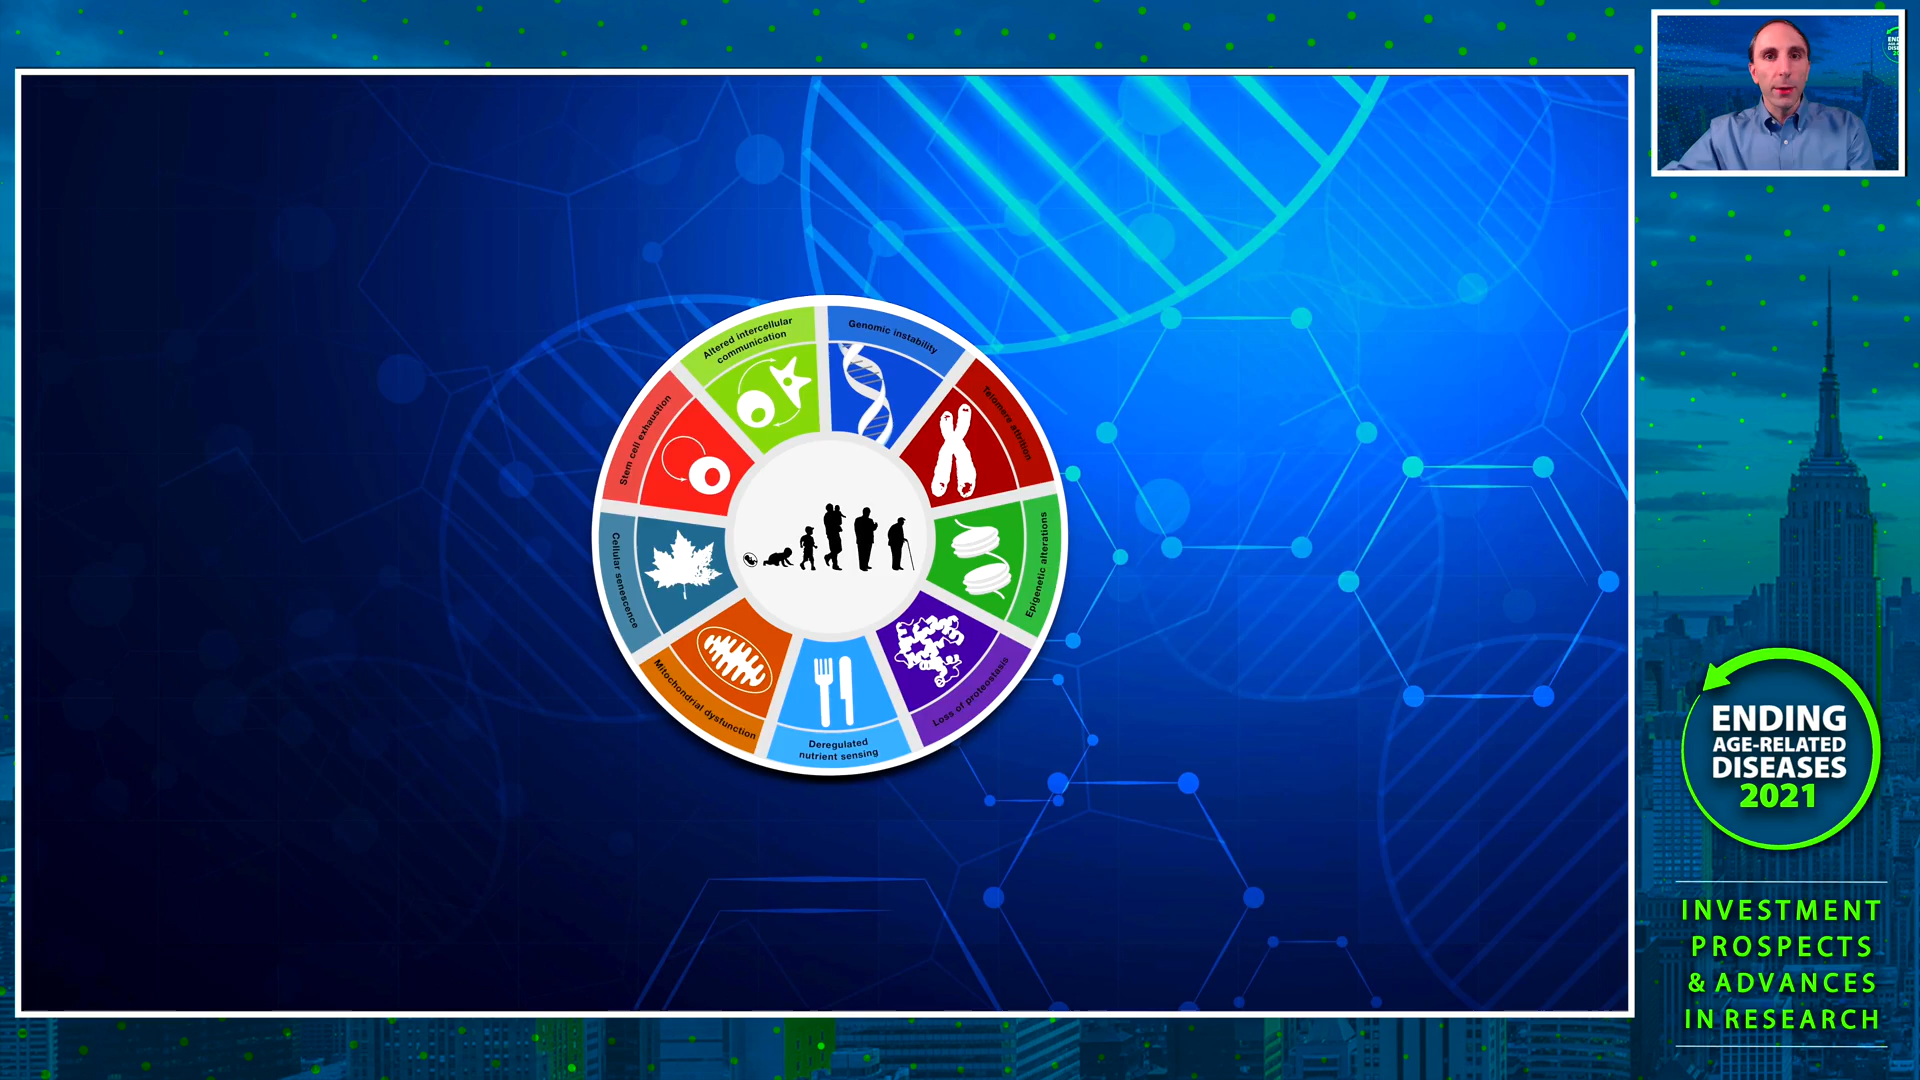 Altered intercellular
communication
Genomic instability
Telomere attrition
Epigenetic alterations
Loss of proteostasis
Deregulated
nutrient sensing
Mitochondrial dysfunction
Cellular senescence
Stem cell exhaustion
ENDING
AGE-RELATED
DISEASES
2021
INVESTMENT
PROSPECTS
& ADVANCES
IN RESEARCH